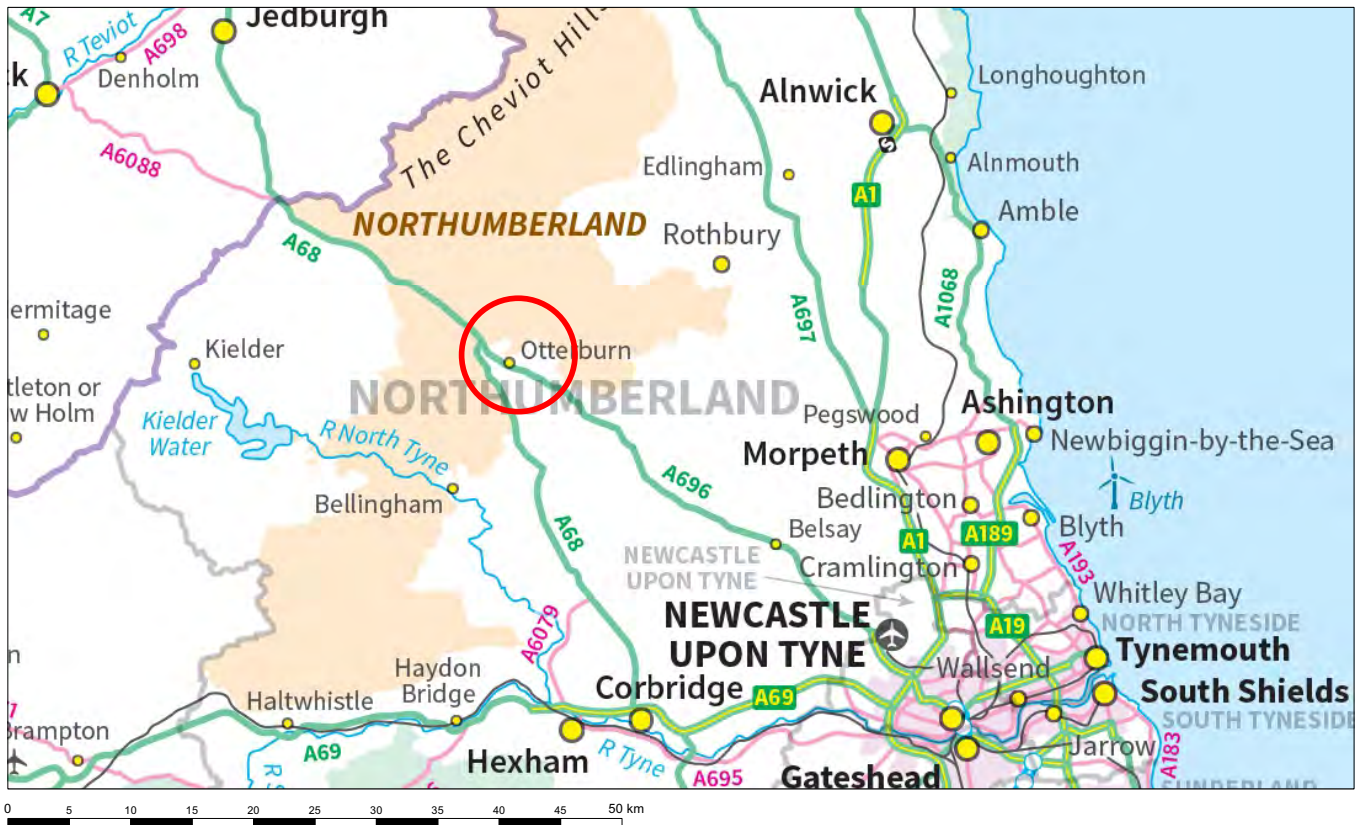 A7
R Teviot
A698
Jedburgh
Denholm
k
A6088
The Cheviot Hills
Alnwick
Longhoughton
S
Edlingham
Alnmouth
A1
NORTHUMBERLAND
Rothbury
Amble
A68
A697
A1068
ermitage
Kielder
Otterburn
tleton or
w Holm
NORTHUMBERLAND
Kielder
Water
R North Tyne
Pegswood
Ashington
Newbiggin-by-the-Sea
Morpeth
Bellingham
A696
Bedlington
Blyth
Blyth
A68
Belsay
A1
A189
A193
NEWCASTLE
UPON TYNE
Cramlington
Whitley Bay
A6079
NEWCASTLE
UPON TYNE
A19
NORTH TYNESIDE
Tynemouth
n
Haydon
Bridge
Wallsend
Haltwhistle
Corbridge
A69
South Shields
7
Brampton
A69
SOUTH TYNESIDE
Hexham
R Tyne
A695
Gateshead
Jarrow
A183
R S
SUNDERLAND
0 5 10 15 20 25 30 35 40 45 50 km